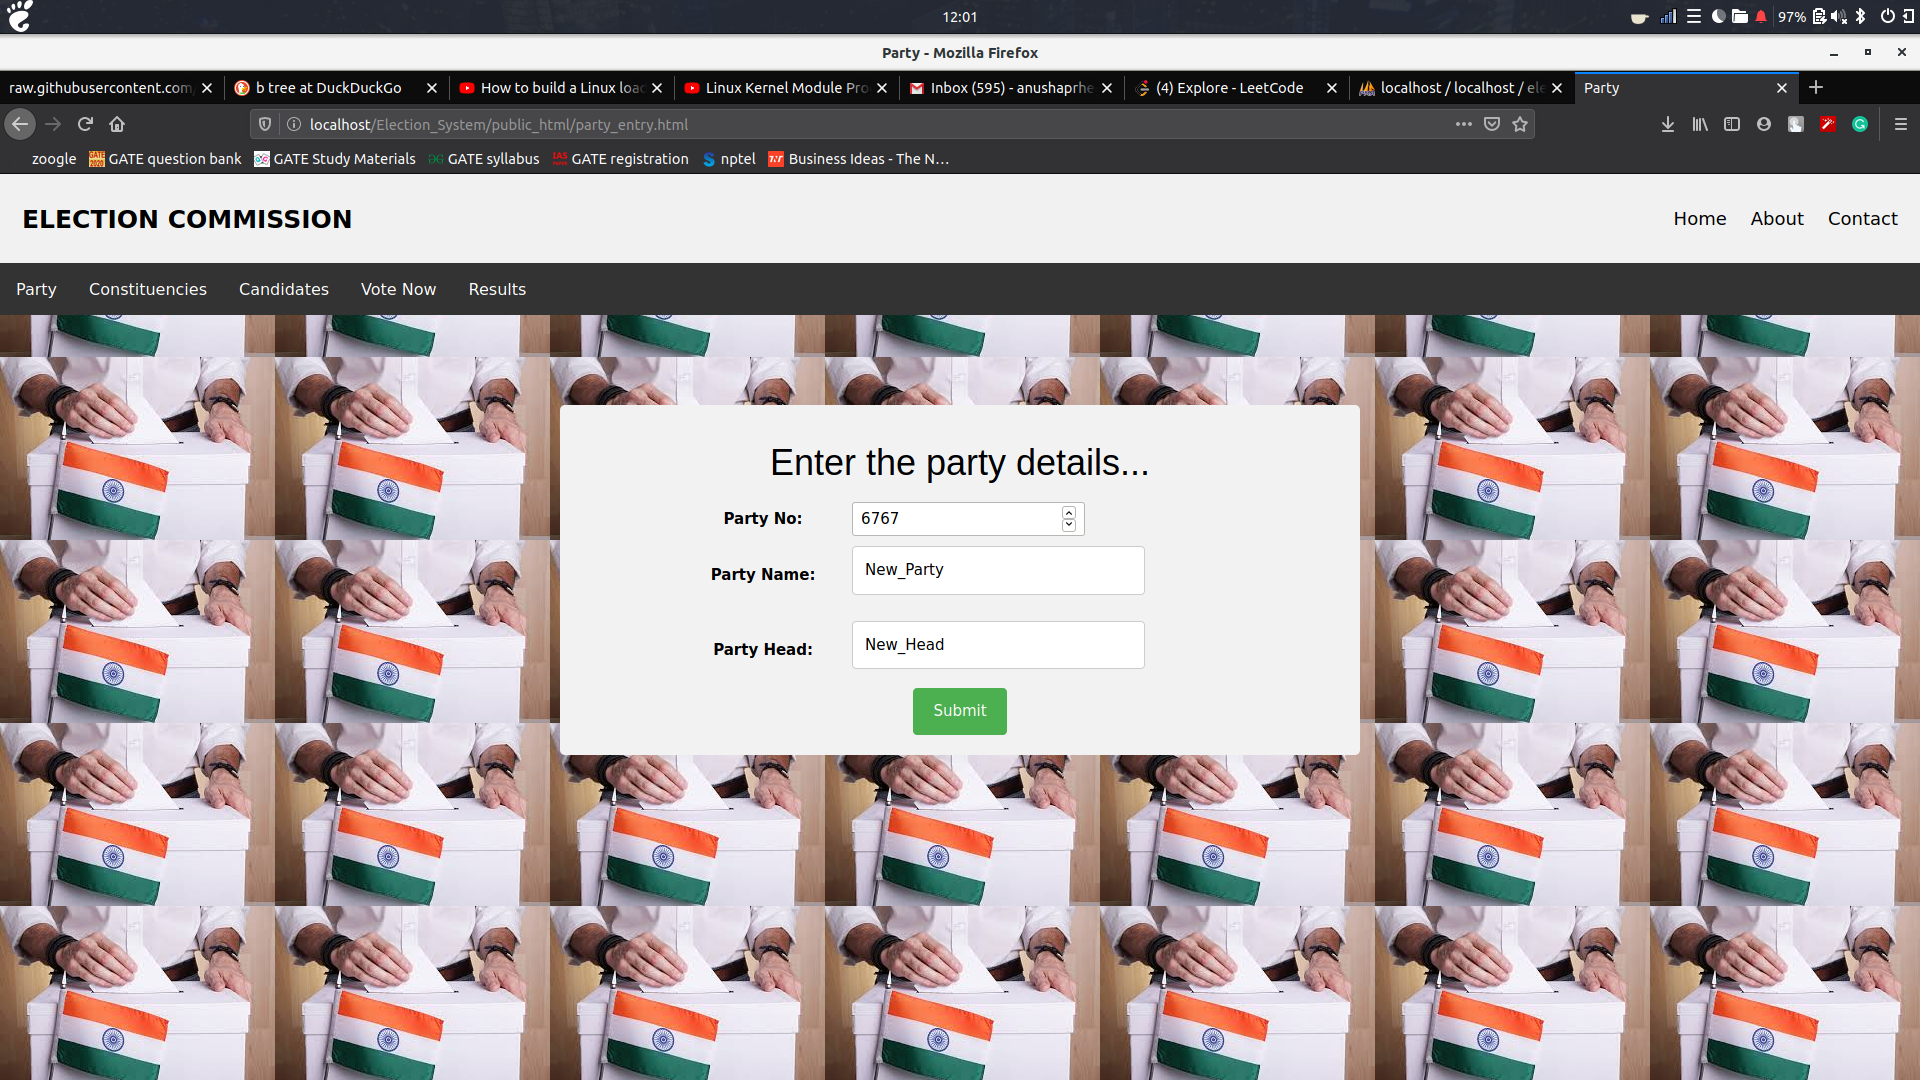 12:01
97%
Party - Mozilla Firefox
raw.githubusercontent.com
b tree at DuckDuckGo
How to build a Linux loa
Linux Kernel Module Pro
Inbox (595) - anushaprhe
(4) Explore - LeetCode
localhost / localhost / ele
Party
localhost/Election_System/public_html/party_entry.html
zoogle
GATE question bank
GATE Study Materials
GATE syllabus
GATE registration
nptel
Business Ideas - The N…
ELECTION COMMISSION
Home
About
Contact
Party
Constituencies
Candidates
Vote Now
Results
Enter the party details...
Party No:
6767
Party Name:
New_Party
Party Head:
New_Head
Submit